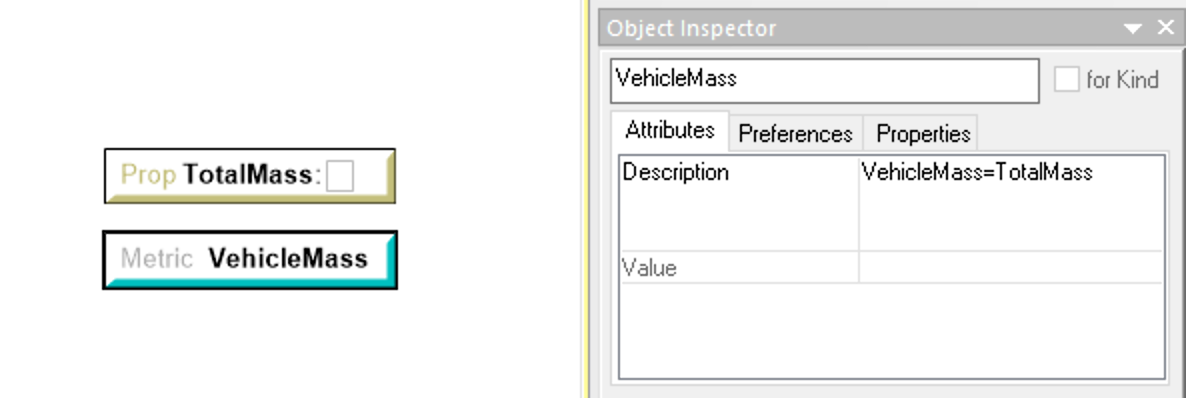 Prop TotalMass:
Metric VehicleMass
Object Inspector
VehicleMass
for Kind
Attributes Preferences Properties
Description VehicleMass=TotalMass
Value